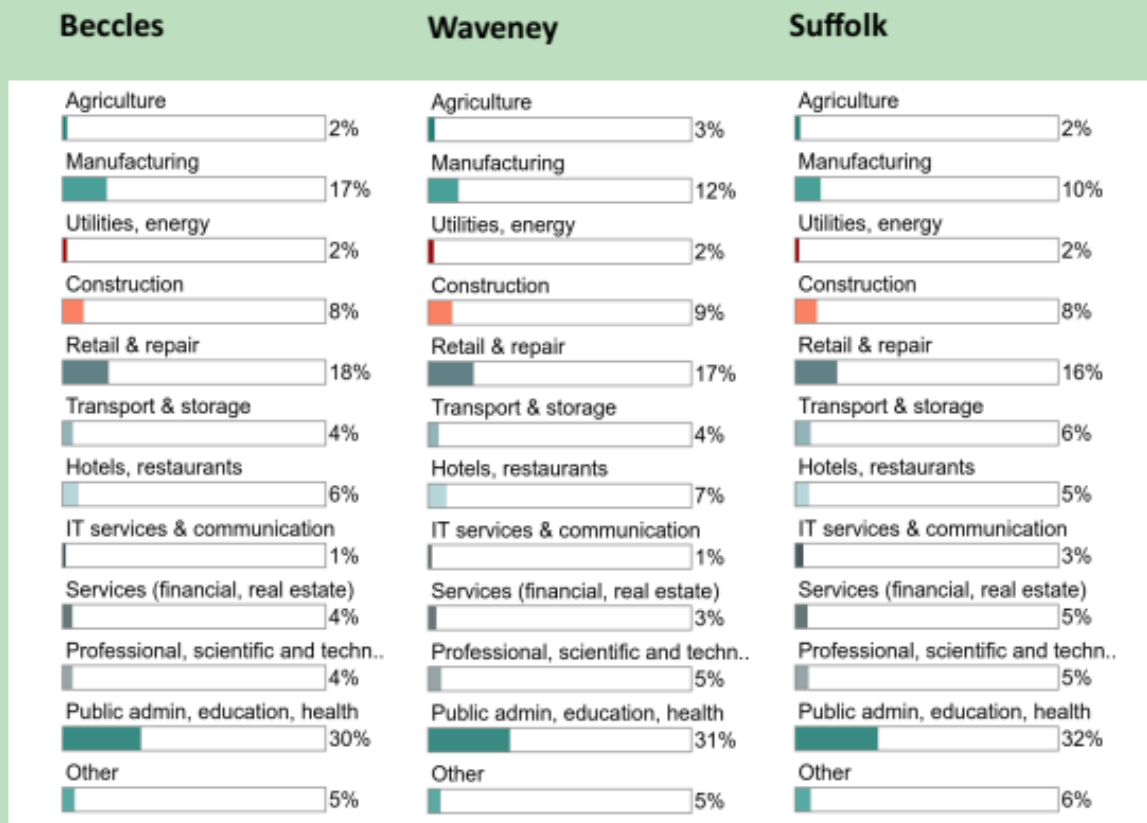 Beccles
Agriculture
2%
Manufacturing
17%
Utilities, energy
2%
Construction
8%
Retail & repair
18%
Transport & storage
4%
Hotels, restaurants
6%
IT services & communication
1%
Services (financial, real estate)
4%
Professional, scientific and techn..
4%
Public admin, education, health
30%
Other
5%
Waveney
Agriculture
3%
Manufacturing
12%
Utilities, energy
2%
Construction
9%
Retail & repair
17%
Transport & storage
4%
Hotels, restaurants
7%
IT services & communication
1%
Services (financial, real estate)
3%
Professional, scientific and techn..
5%
Public admin, education, health
31%
Other
5%
Suffolk
Agriculture
2%
Manufacturing
10%
Utilities, energy
2%
Construction
8%
Retail & repair
16%
Transport & storage
6%
Hotels, restaurants
5%
IT services & communication
3%
Services (financial, real estate)
5%
Professional, scientific and techn..
5%
Public admin, education, health
32%
Other
6%